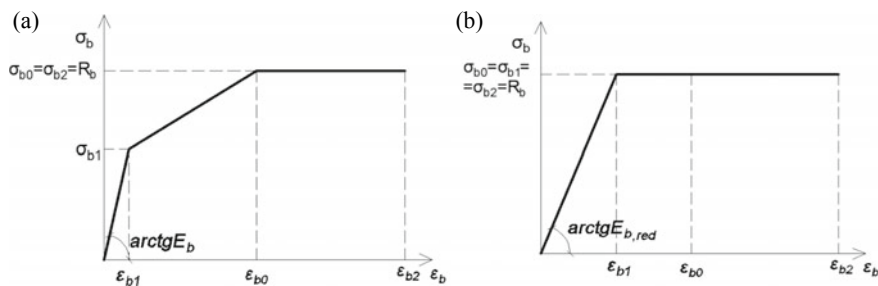 (a)
σb
σb0=σb2=Rb
σb1
arctgEb
εb1
εb0
εb2
εb
(b)
σb
σb0=σb1=
=σb2=Rb
arctgEb,red
εb1
εb0
εb2
εb